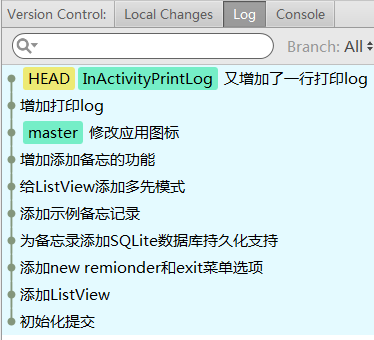 Version Control: Local Changes Log Console
Branch: All
HEAD InActivityPrintLog 又增加了一行打印log
增加打印log
master 修改应用图标
增加添加备忘的功能
给ListView添加多先模式
添加示例备忘记录
为备忘录添加SQLite数据库持久化支持
添加new remionder和exit菜单选项
添加ListView
初始化提交